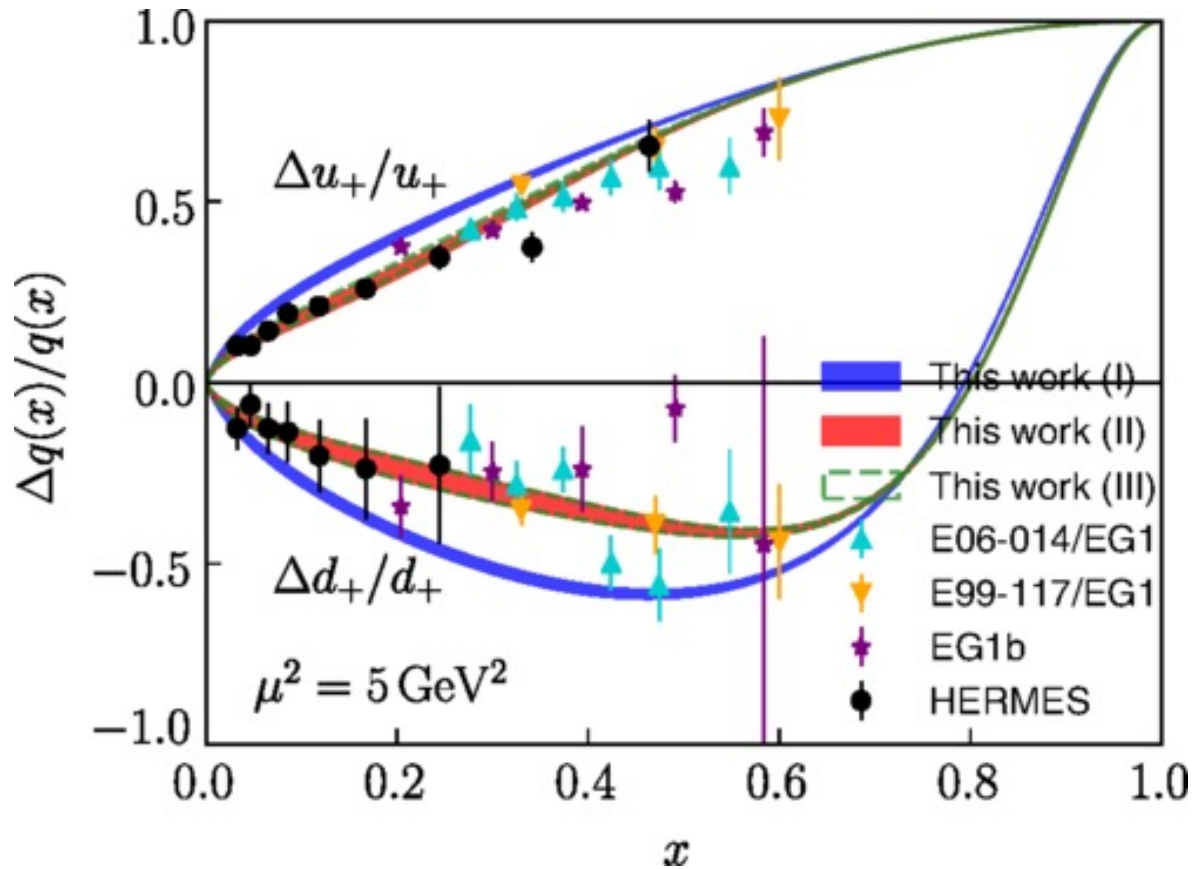 1.0
Δu₊/u₊
0.5
Δq(x)/q(x)
0.0
This work (I)
This work (II)
This work (III)
E06-014/EG1
−0.5
Δd₊/d₊
E99-117/EG1
EG1b
μ² = 5 GeV²
HERMES
−1.0
0.0 0.2 0.4 0.6 0.8 1.0
x